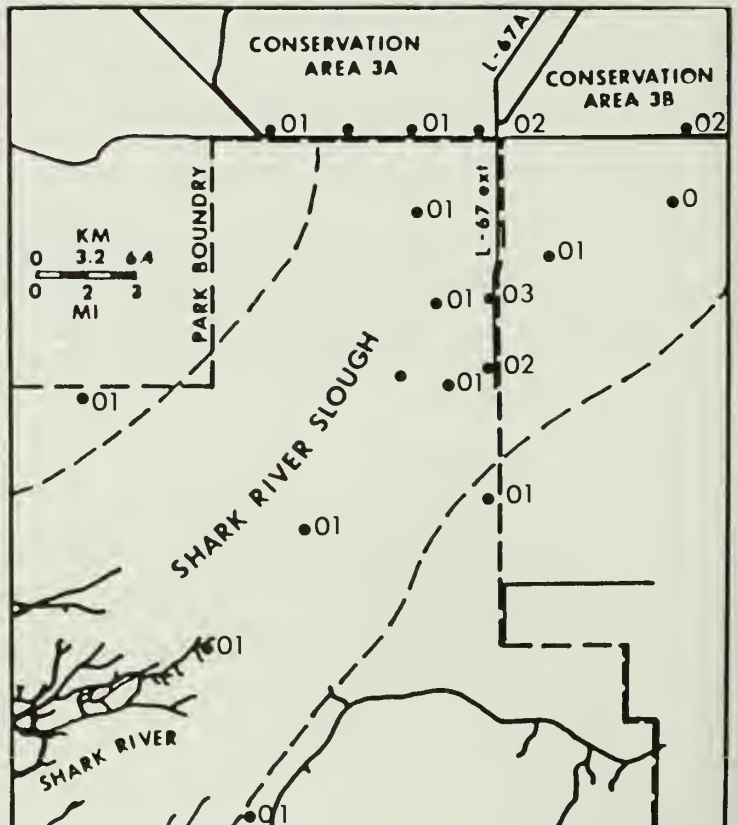 CONSERVATION
AREA 3A
L-67A
CONSERVATION
AREA 3B
01
01
02
02
PARK BOUNDRY
L-67 ext
01
0
01
KM
0 3.2 6.4
0 2 3
MI
01
03
02
01
01
SHARK RIVER SLOUGH
01
01
01
SHARK RIVER
01